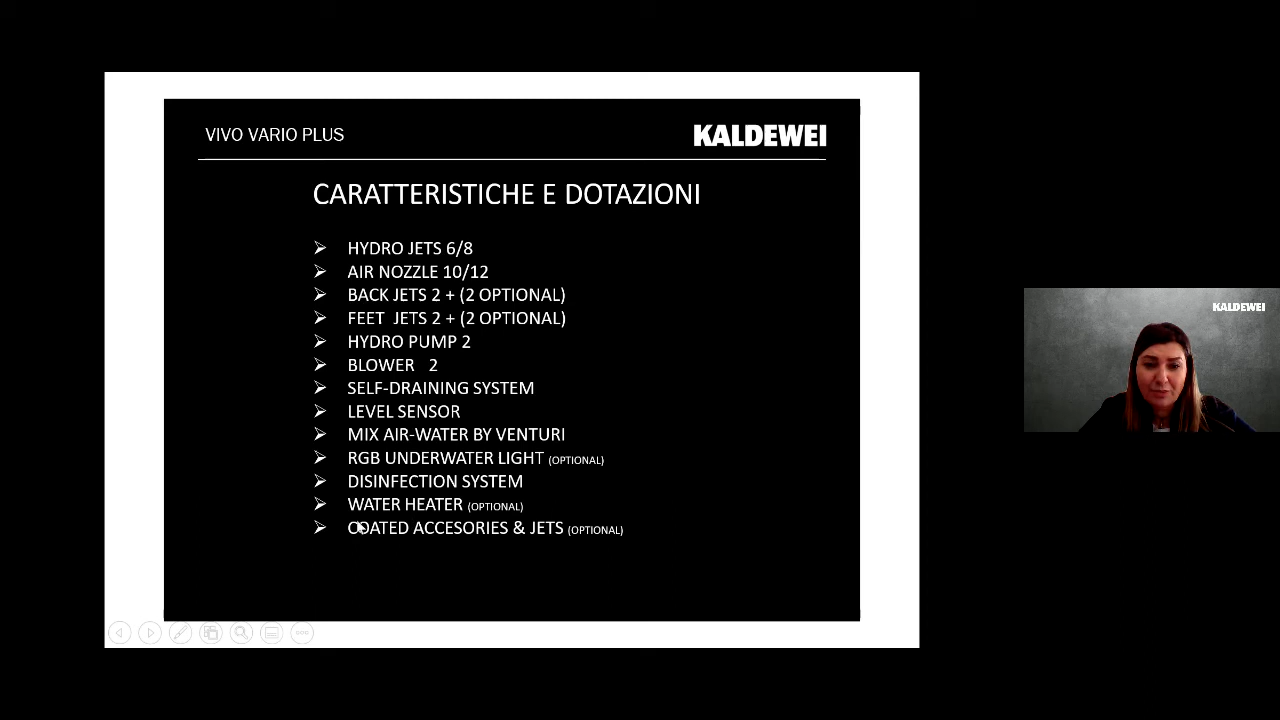 VIVO VARIO PLUS
KALDEWEI
CARATTERISTICHE E DOTAZIONI
HYDRO JETS 6/8
AIR NOZZLE 10/12
BACK JETS 2 + (2 OPTIONAL)
FEET JETS 2 + (2 OPTIONAL)
HYDRO PUMP 2
BLOWER 2
SELF-DRAINING SYSTEM
LEVEL SENSOR
MIX AIR-WATER BY VENTURI
RGB UNDERWATER LIGHT (OPTIONAL)
DISINFECTION SYSTEM
WATER HEATER (OPTIONAL)
COATED ACCESORIES & JETS (OPTIONAL)
KALDEWEI